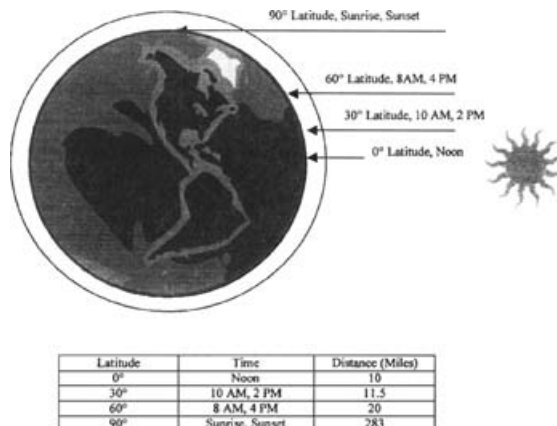 90° Latitude, Sunrise, Sunset
60° Latitude, 8AM, 4 PM
30° Latitude, 10 AM, 2 PM
0° Latitude, Noon
Latitude Time Distance (Miles)
0° Noon 10
30° 10 AM, 2 PM 11.5
60° 8 AM, 4 PM 20
90° Sunrise, Sunset 283